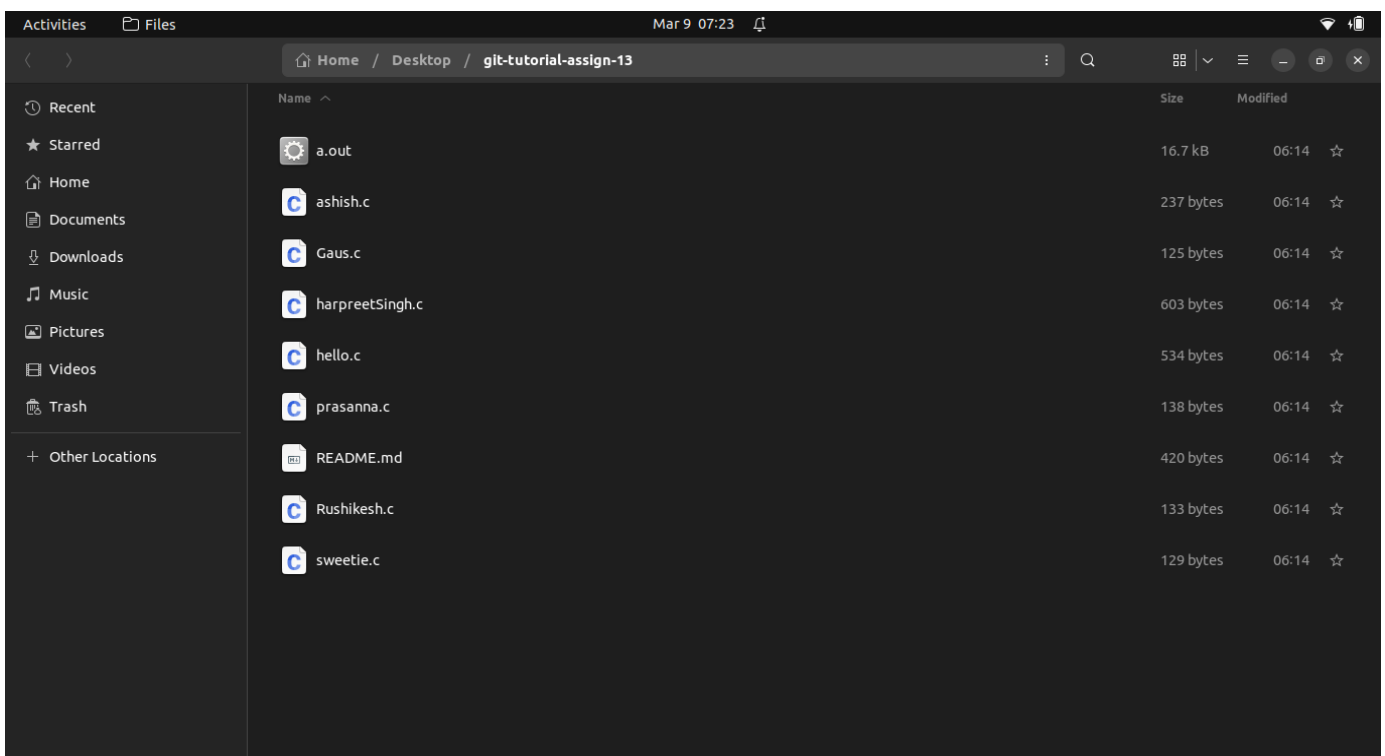 Activities Files Mar 9 07:23
Home / Desktop / git-tutorial-assign-13
Recent
Starred
Home
Documents
Downloads
Music
Pictures
Videos
Trash
Other Locations
Name Size Modified
a.out 16.7 kB 06:14
ashish.c 237 bytes 06:14
Gaus.c 125 bytes 06:14
harpreetSingh.c 603 bytes 06:14
hello.c 534 bytes 06:14
prasanna.c 138 bytes 06:14
README.md 420 bytes 06:14
Rushikesh.c 133 bytes 06:14
sweetie.c 129 bytes 06:14